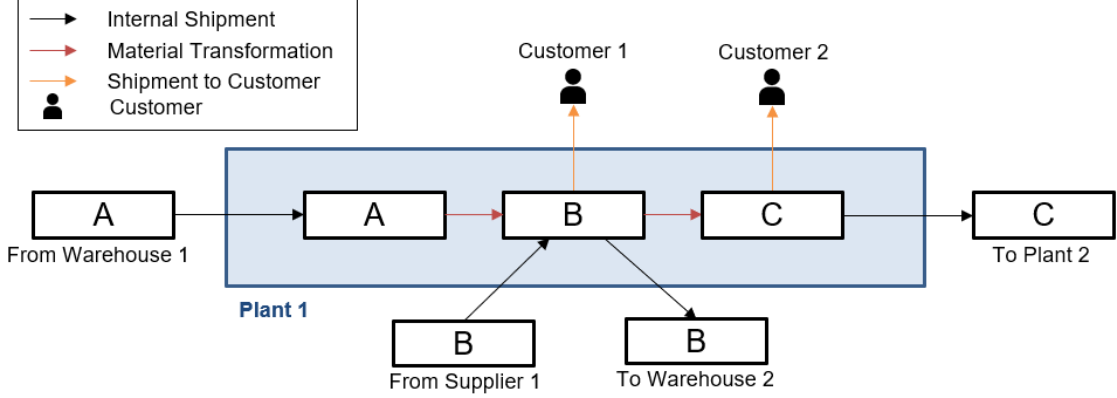 Internal Shipment
Material Transformation
Shipment to Customer
Customer
Customer 1
Customer 2
A
A
B
C
C
From Warehouse 1
To Plant 2
Plant 1
B
B
From Supplier 1
To Warehouse 2